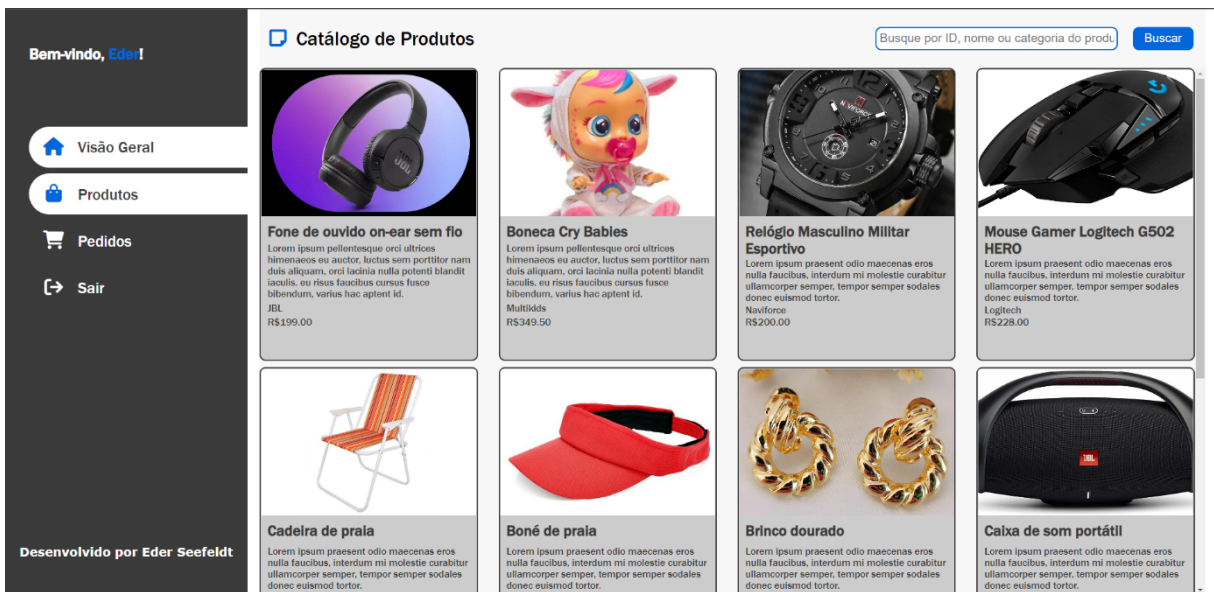 Bem-vindo, Eder!
Visão Geral
Produtos
Pedidos
Sair
Desenvolvido por Eder Seefeldt
Catálogo de Produtos
Busque por ID, nome ou categoria do produ
Buscar
JBL
Fone de ouvido on-ear sem fio
Lorem ipsum pellentesque orci ultrices
himenaeos eu auctor, luctus sem porttitor nam
duis aliquam, orci lacinia nulla potenti blandit
iaculis. eu risus faucibus cursus fusce
bibendum, varius hac aptent id.
JBL
R$199.00
Boneca Cry Babies
Lorem ipsum pellentesque orci ultrices
himenaeos eu auctor, luctus sem porttitor nam
duis aliquam, orci lacinia nulla potenti blandit
iaculis. eu risus faucibus cursus fusce
bibendum, varius hac aptent id.
Multikids
R$349.50
NAVIFORCE
Relógio Masculino Militar
Esportivo
Lorem ipsum praesent odio maecenas eros
nulla faucibus, interdum mi molestie curabitur
ullamcorper semper, tempor semper sodales
donec euismod tortor.
Naviforce
R$200.00
Mouse Gamer Logitech G502
HERO
Lorem ipsum praesent odio maecenas eros
nulla faucibus, interdum mi molestie curabitur
ullamcorper semper, tempor semper sodales
donec euismod tortor.
Logitech
R$228.00
Cadeira de praia
Lorem ipsum praesent odio maecenas eros
nulla faucibus, interdum mi molestie curabitur
ullamcorper semper, tempor semper sodales
donec euismod tortor.
Boné de praia
Lorem ipsum praesent odio maecenas eros
nulla faucibus, interdum mi molestie curabitur
ullamcorper semper, tempor semper sodales
donec euismod tortor.
Brinco dourado
Lorem ipsum praesent odio maecenas eros
nulla faucibus, interdum mi molestie curabitur
ullamcorper semper, tempor semper sodales
donec euismod tortor.
JBL
Caixa de som portátil
Lorem ipsum praesent odio maecenas eros
nulla faucibus, interdum mi molestie curabitur
ullamcorper semper, tempor semper sodales
donec euismod tortor.